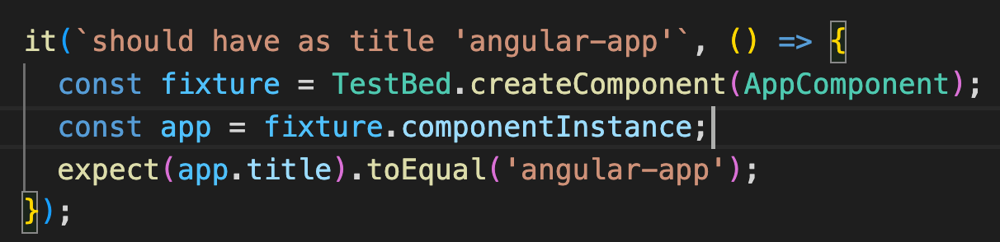 it(`should have as title 'angular-app'`, () => {
  const fixture = TestBed.createComponent(AppComponent);
  const app = fixture.componentInstance;
  expect(app.title).toEqual('angular-app');
});